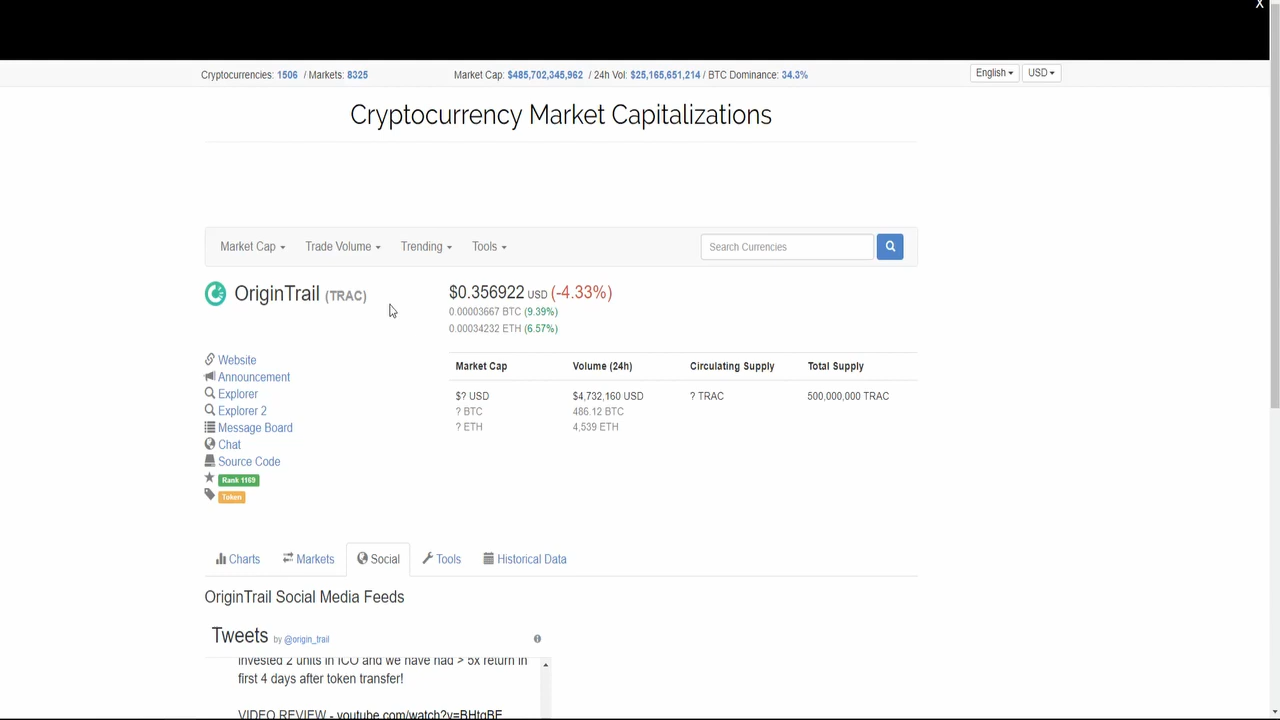 X
Cryptocurrencies: 1506 / Markets: 8325
Market Cap: $485,702,345,962 / 24h Vol: $25,165,651,214 / BTC Dominance: 34.3%
English
USD
Cryptocurrency Market Capitalizations
Market Cap
Trade Volume
Trending
Tools
Search Currencies
OriginTrail (TRAC)
$0.356922 USD (-4.33%)
0.00003667 BTC (9.39%)
0.00034232 ETH (6.57%)
Website
Announcement
Explorer
Explorer 2
Message Board
Chat
Source Code
Rank 1169
Token
Market Cap Volume (24h) Circulating Supply Total Supply
$? USD $4,732,160 USD ? TRAC 500,000,000 TRAC
? BTC 486.12 BTC
? ETH 4,539 ETH
Charts Markets Social Tools Historical Data
OriginTrail Social Media Feeds
Tweets by @origin_trail
invested 2 units in ICO and we have had > 5x return in
first 4 days after token transfer!
VIDEO REVIEW - youtube.com/watch?v=BHtgBE